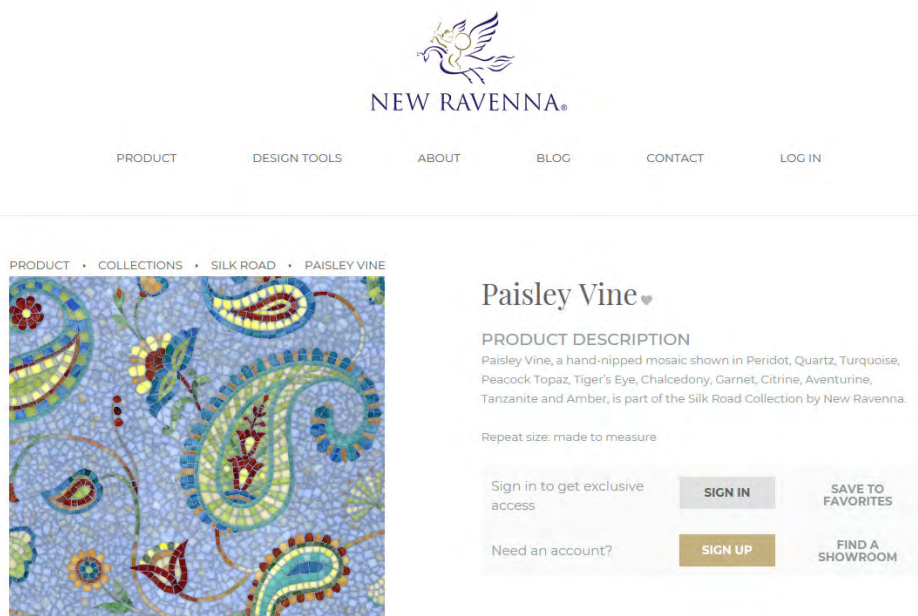 NEW RAVENNA®
PRODUCT DESIGN TOOLS ABOUT BLOG CONTACT LOG IN
PRODUCT • COLLECTIONS • SILK ROAD • PAISLEY VINE
Paisley Vine
PRODUCT DESCRIPTION
Paisley Vine, a hand-nipped mosaic shown in Peridot, Quartz, Turquoise,
Peacock Topaz, Tiger's Eye, Chalcedony, Garnet, Citrine, Aventurine,
Tanzanite and Amber, is part of the Silk Road Collection by New Ravenna.
Repeat size: made to measure
Sign in to get exclusive
access
SIGN IN
SAVE TO
FAVORITES
Need an account?
SIGN UP
FIND A
SHOWROOM